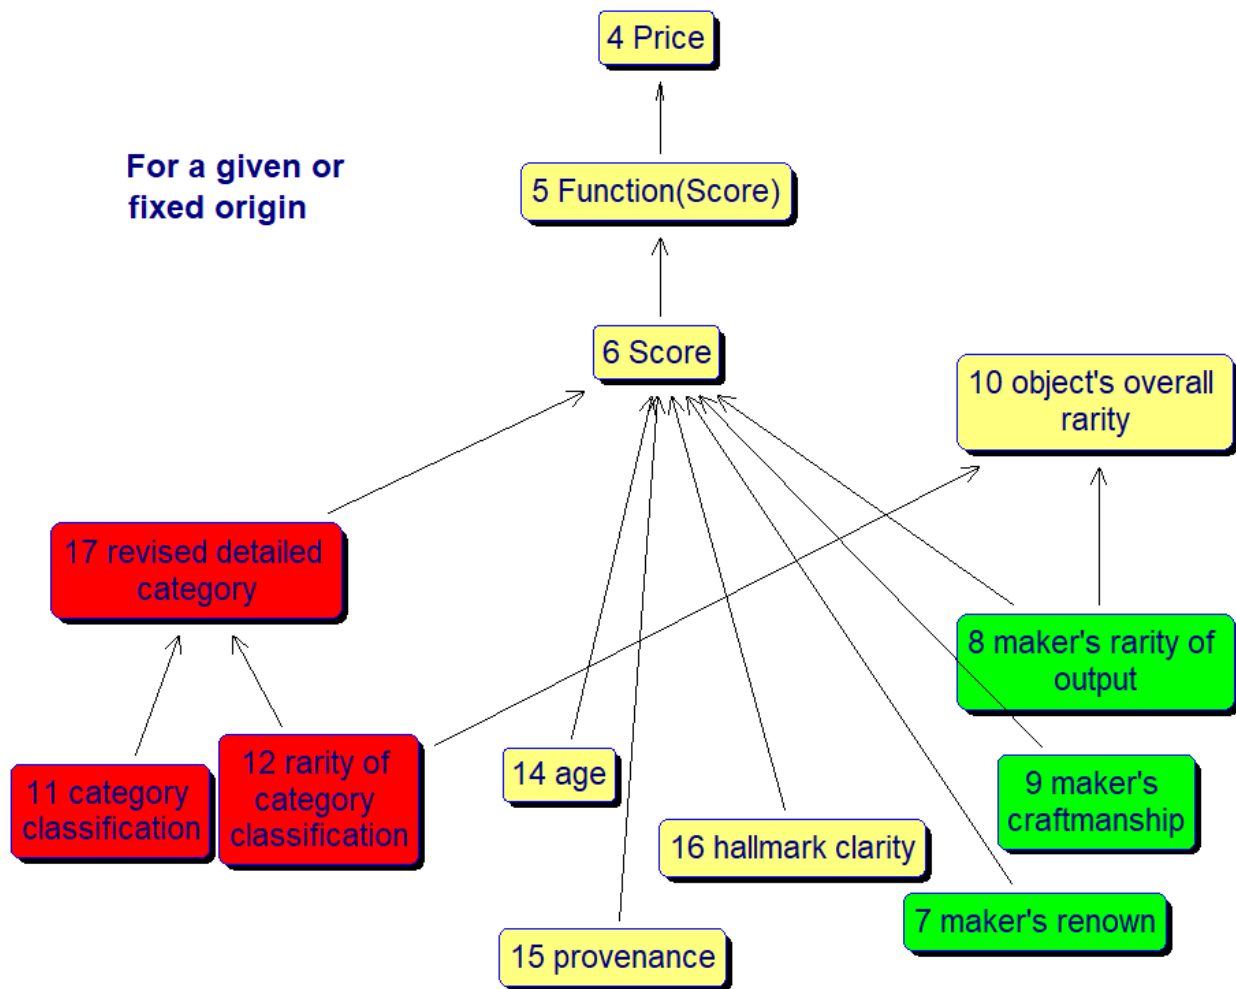 4 Price
For a given or
fixed origin
5 Function(Score)
6 Score
10 object's overall
rarity
17 revised detailed
category
8 maker's rarity of
output
11 category
classification
12 rarity of
category
classification
14 age
9 maker's
craftmanship
16 hallmark clarity
7 maker's renown
15 provenance